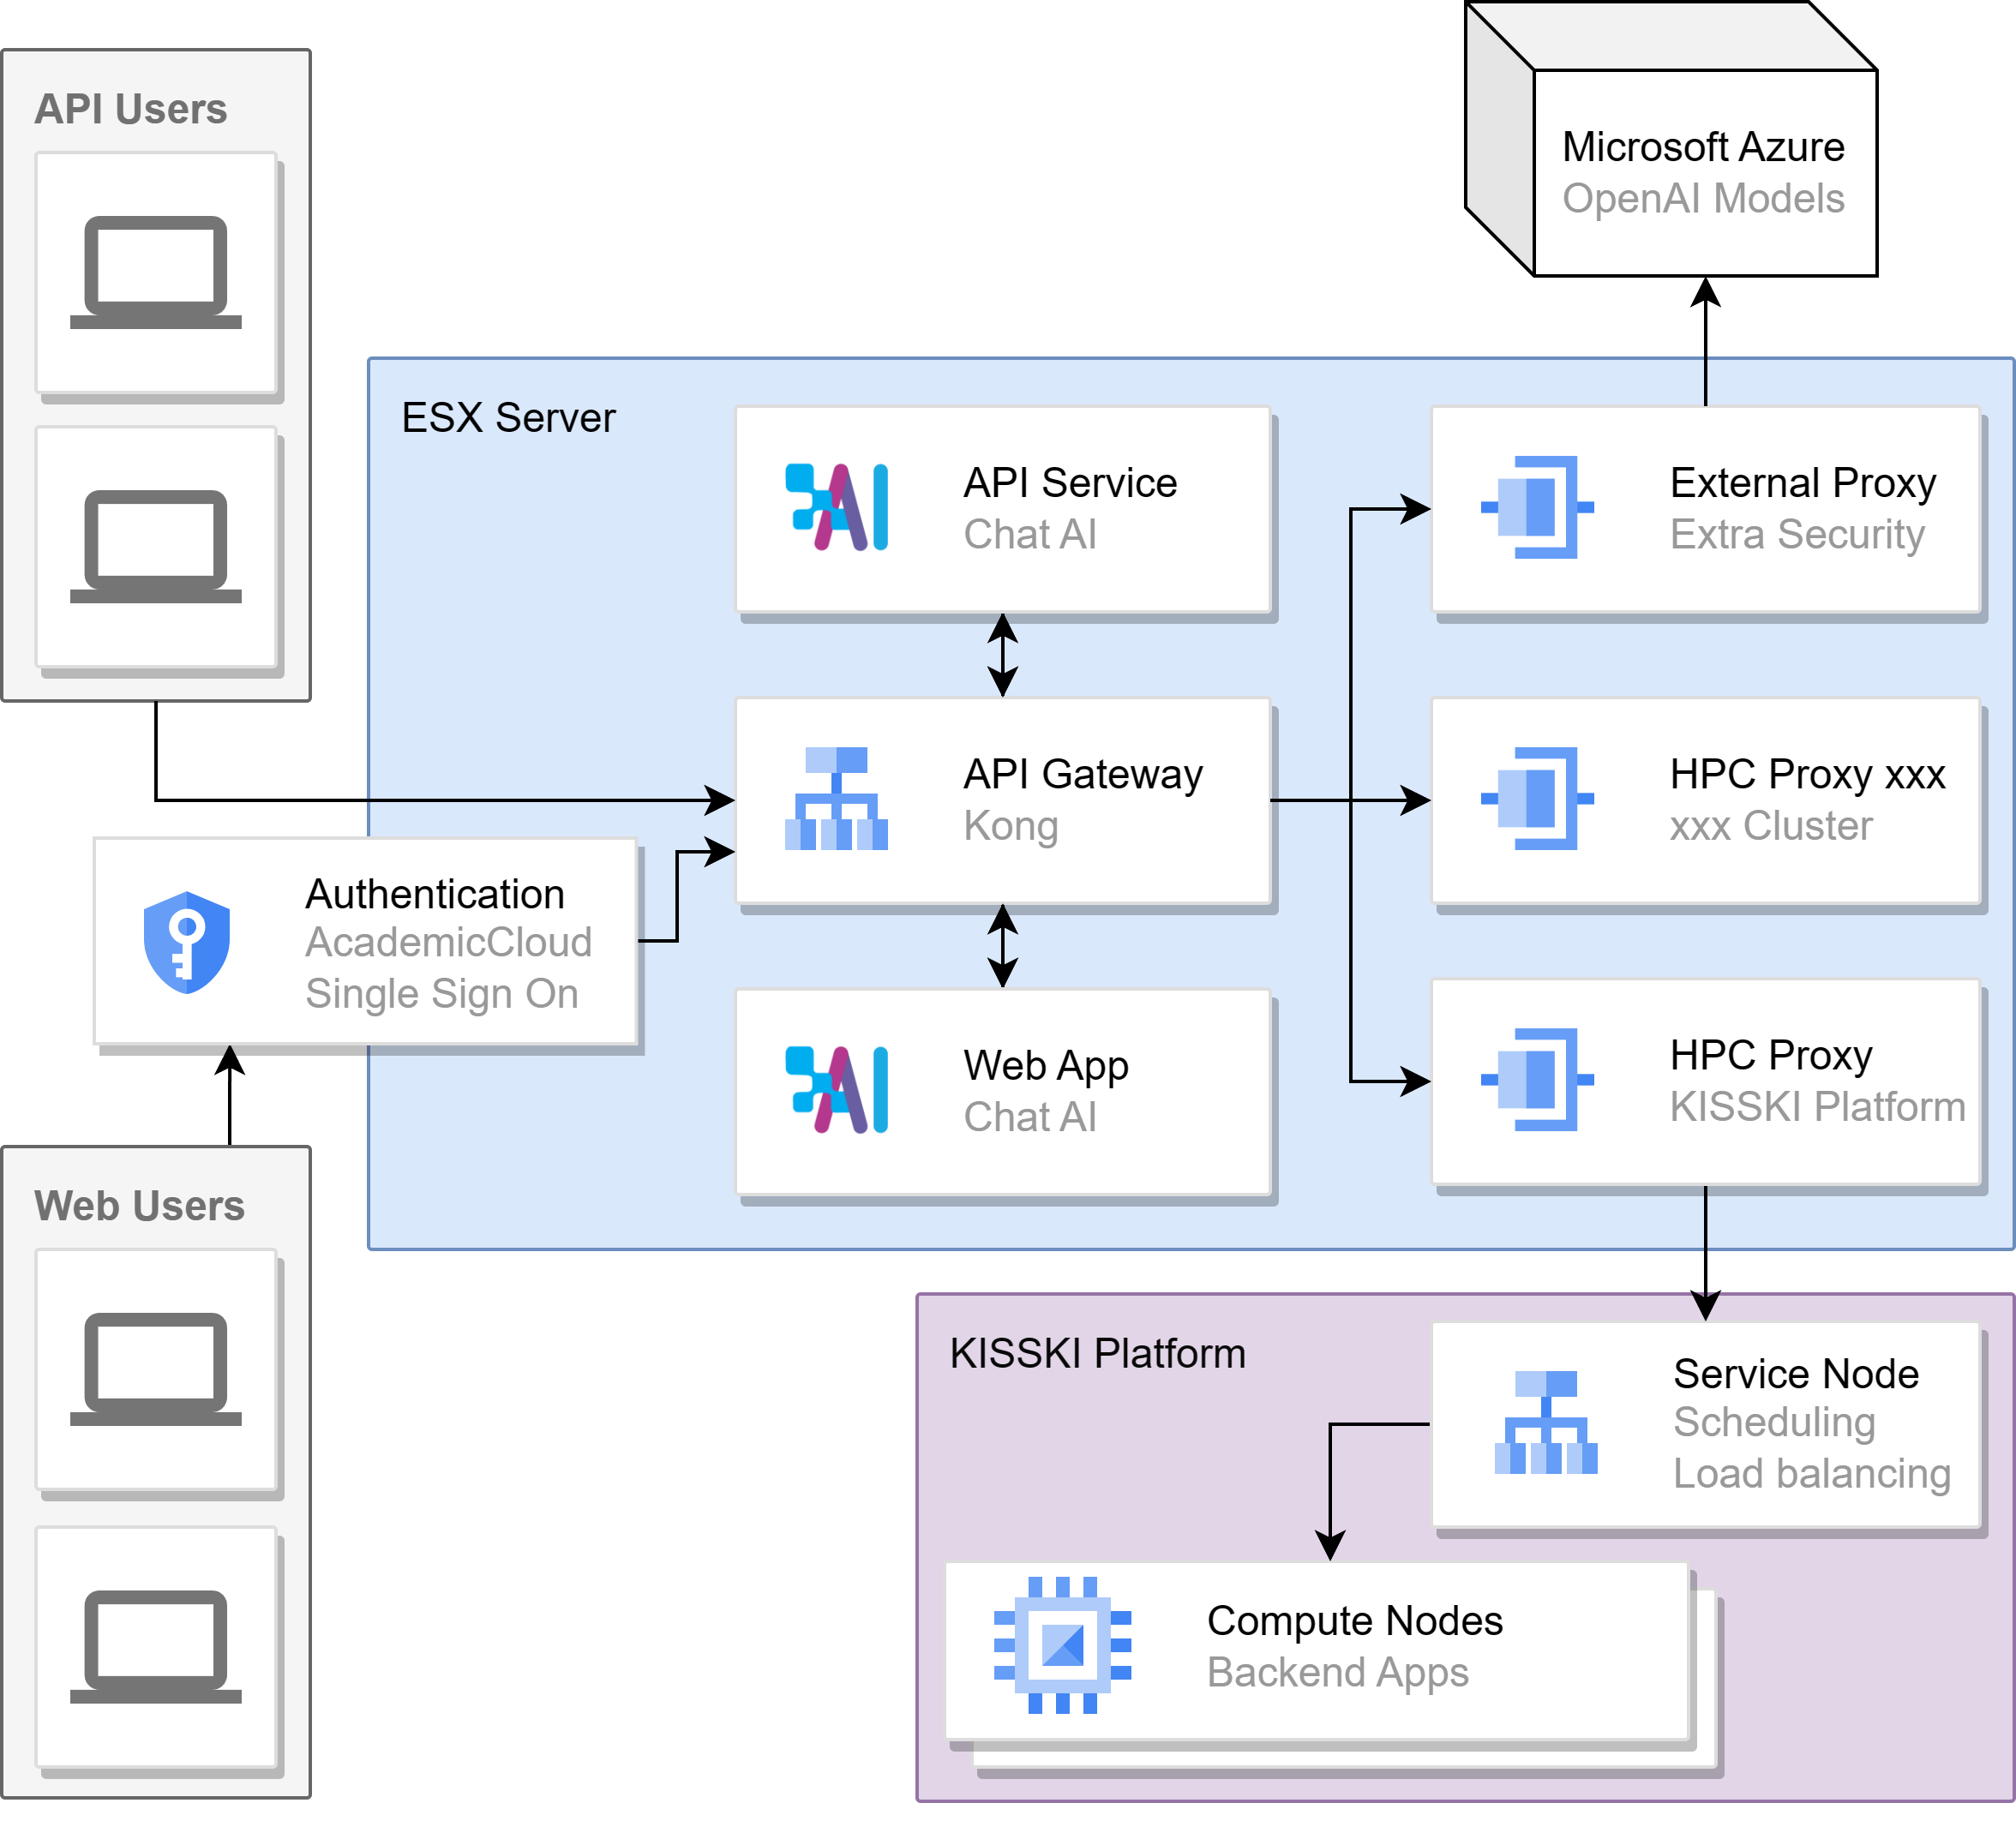 API Users
Microsoft Azure
OpenAI Models
ESX Server
API Service
Chat AI
External Proxy
Extra Security
API Gateway
Kong
HPC Proxy xxx
xxx Cluster
Authentication
AcademicCloud
Single Sign On
Web App
Chat AI
HPC Proxy
KISSKI Platform
Web Users
KISSKI Platform
Service Node
Scheduling
Load balancing
Compute Nodes
Backend Apps